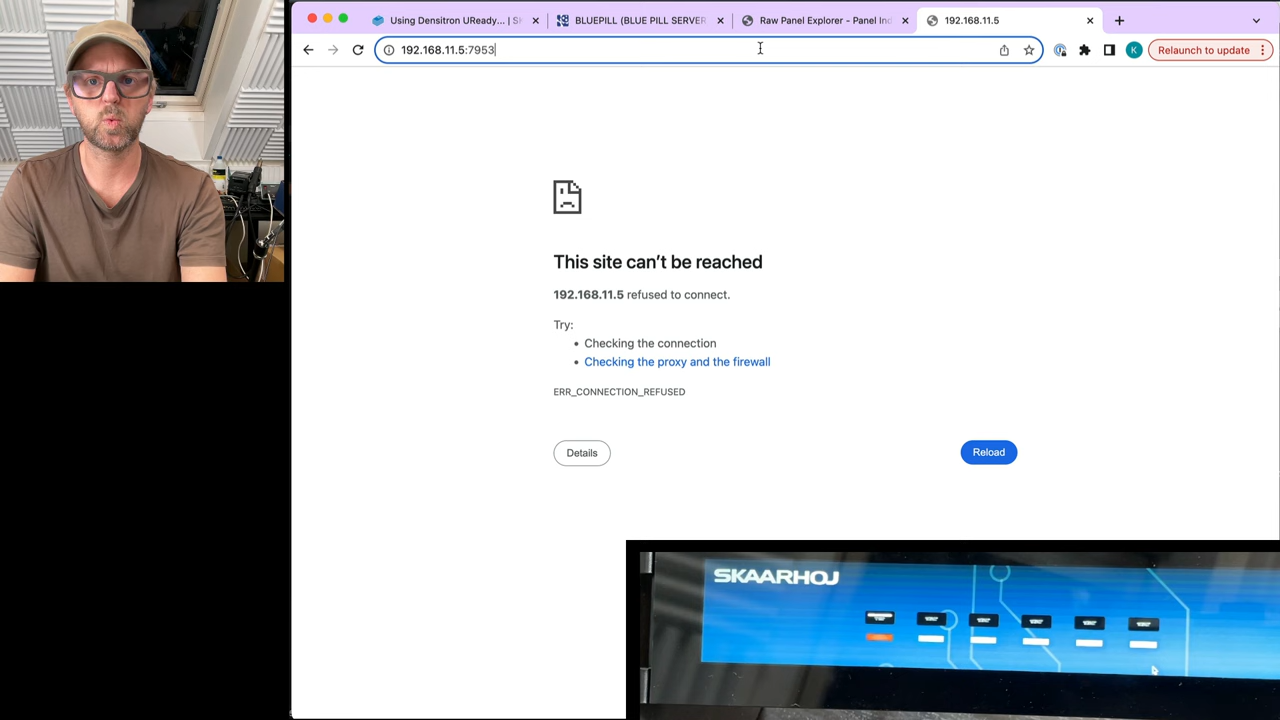 Using Densitron UReady... | S
BLUEPILL (BLUE PILL SERVER
Raw Panel Explorer - Panel In
192.168.11.5
192.168.11.5:7953
K
Relaunch to update
This site can't be reached
192.168.11.5 refused to connect.
Try:
• Checking the connection
• Checking the proxy and the firewall
ERR_CONNECTION_REFUSED
Details
Reload
SKAARHOJ